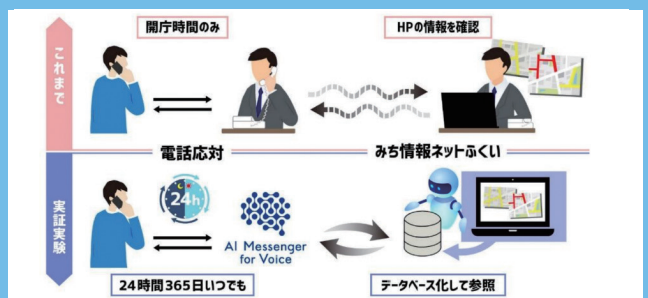 これまで
開庁時間のみ
HPの情報を確認
電話応対
みち情報ネットふくい
実証実験
24h
AI Messenger
for Voice
24時間365日いつでも
データベース化して参照